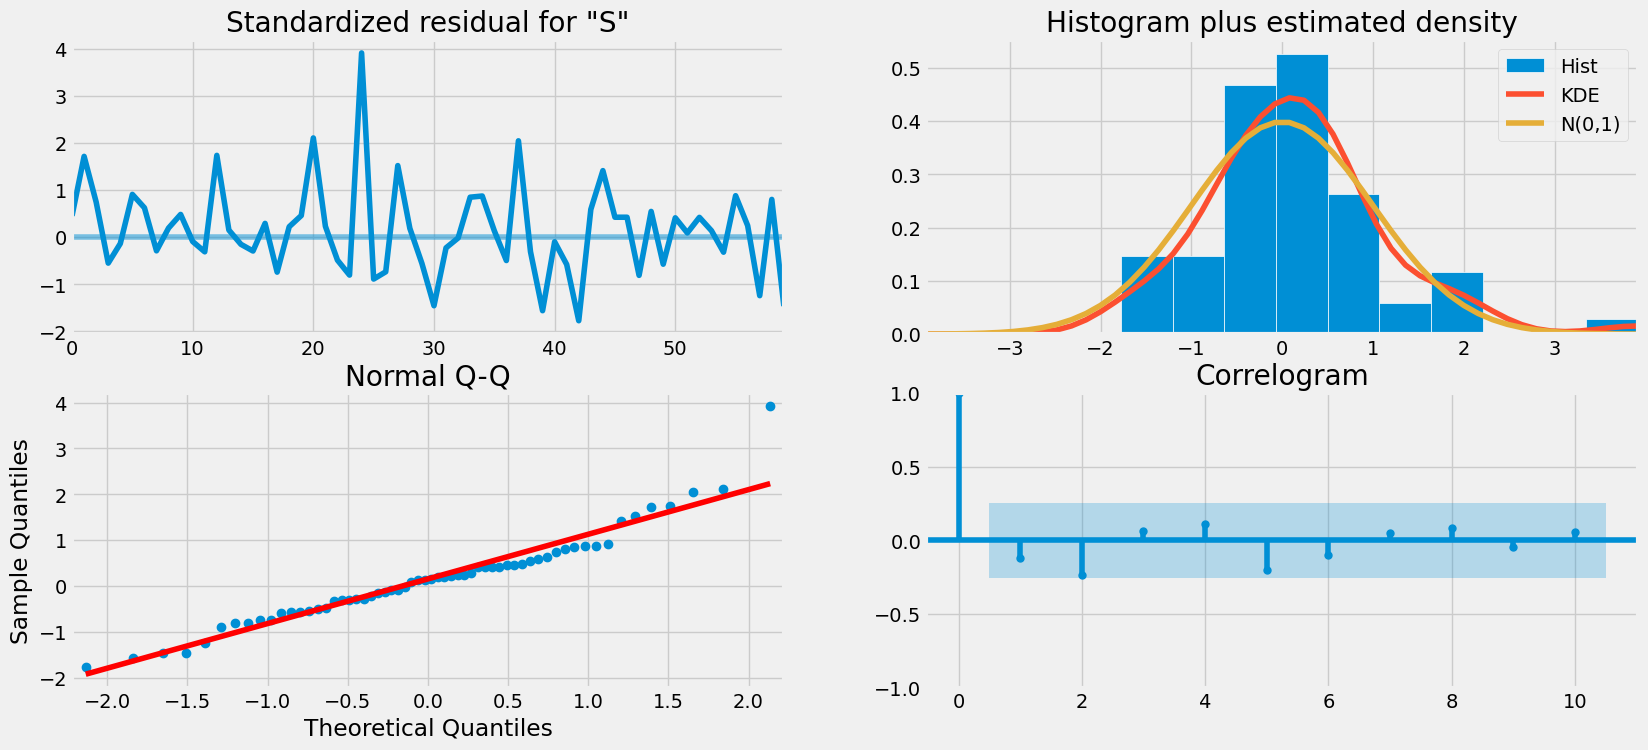 Standardized residual for "S"
4
3
2
1
0
−1
−2
0 10 20 30 40 50
Histogram plus estimated density
0.5
0.4
0.3
0.2
0.1
0.0
−3 −2 −1 0 1 2 3
Hist
KDE
N(0,1)
Normal Q-Q
Sample Quantiles
4
3
2
1
0
−1
−2
−2.0 −1.5 −1.0 −0.5 0.0 0.5 1.0 1.5 2.0
Theoretical Quantiles
Correlogram
1.0
0.5
0.0
−0.5
−1.0
0 2 4 6 8 10